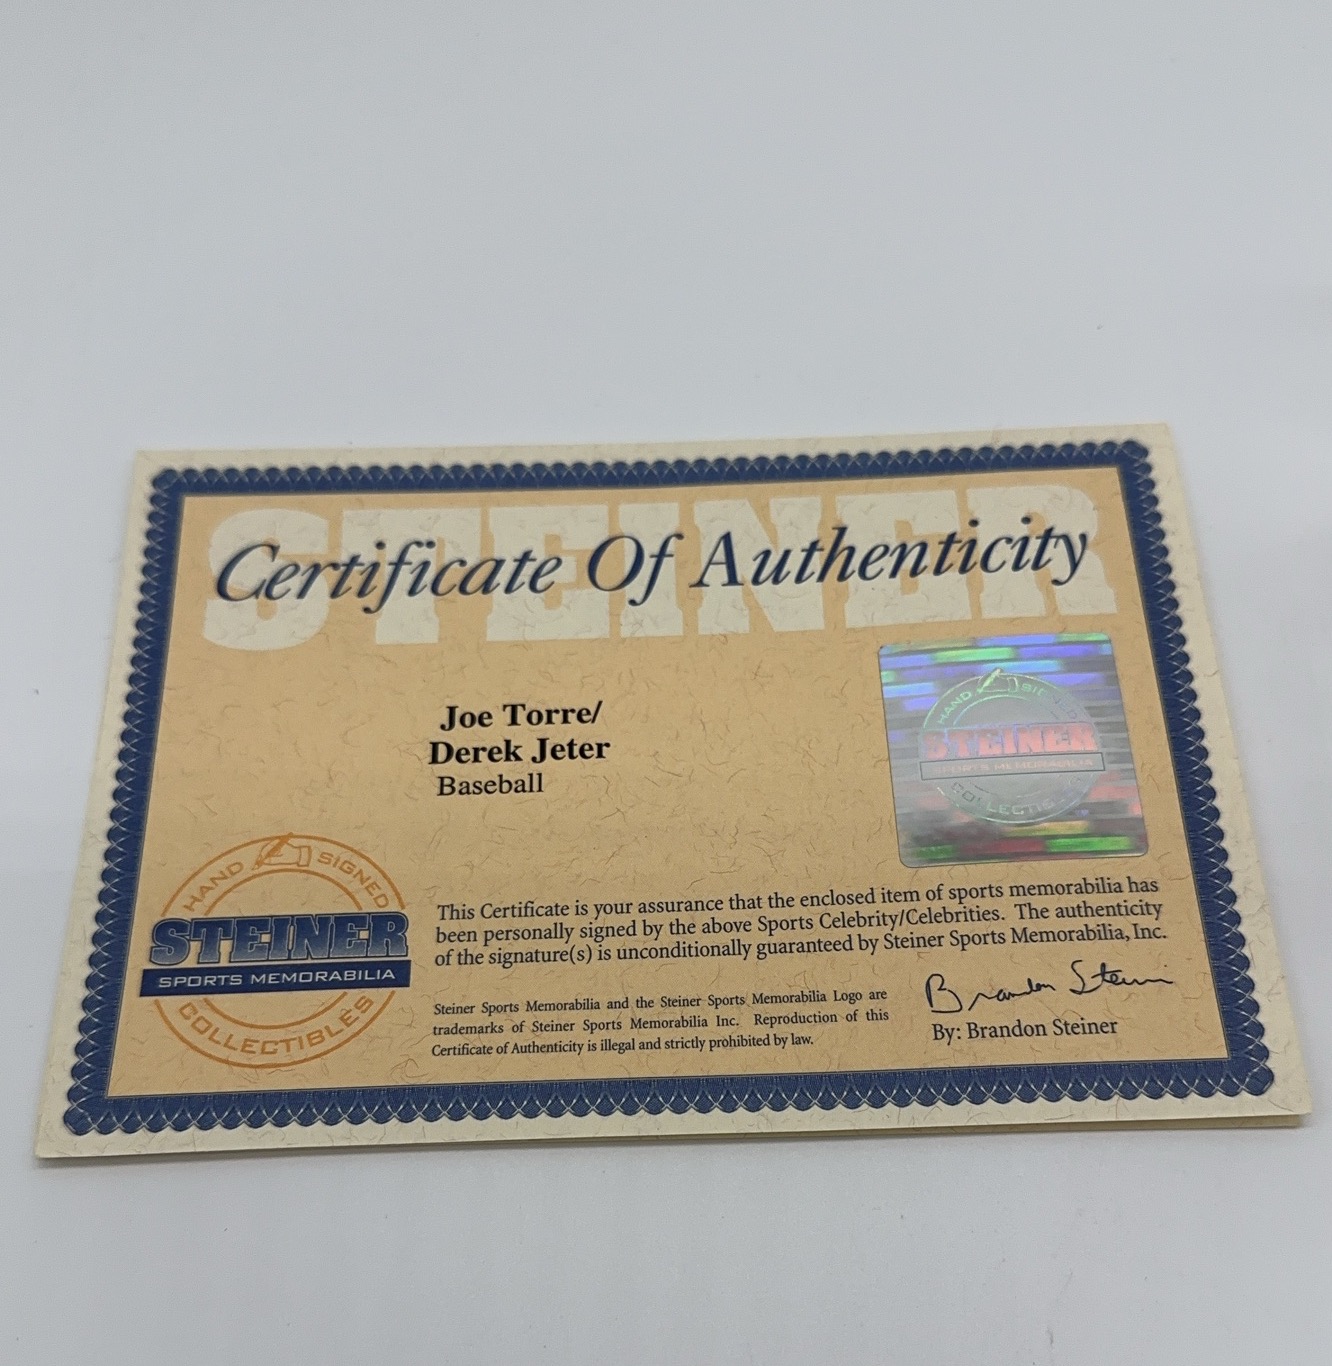 STEINER
Certificate Of Authenticity
Joe Torre/
Derek Jeter
Baseball
HAND SIGNED
STEINER
SPORTS MEMORABILIA
COLLECTIBLES
HAND SIGNED
STEINER
SPORTS MEMORABILIA
COLLECTIBLES
This Certificate is your assurance that the enclosed item of sports memorabilia has
been personally signed by the above Sports Celebrity/Celebrities. The authenticity
of the signature(s) is unconditionally guaranteed by Steiner Sports Memorabilia, Inc.
Steiner Sports Memorabilia and the Steiner Sports Memorabilia Logo are
trademarks of Steiner Sports Memorabilia Inc. Reproduction of this
Certificate of Authenticity is illegal and strictly prohibited by law.
Brandon Steiner
By: Brandon Steiner